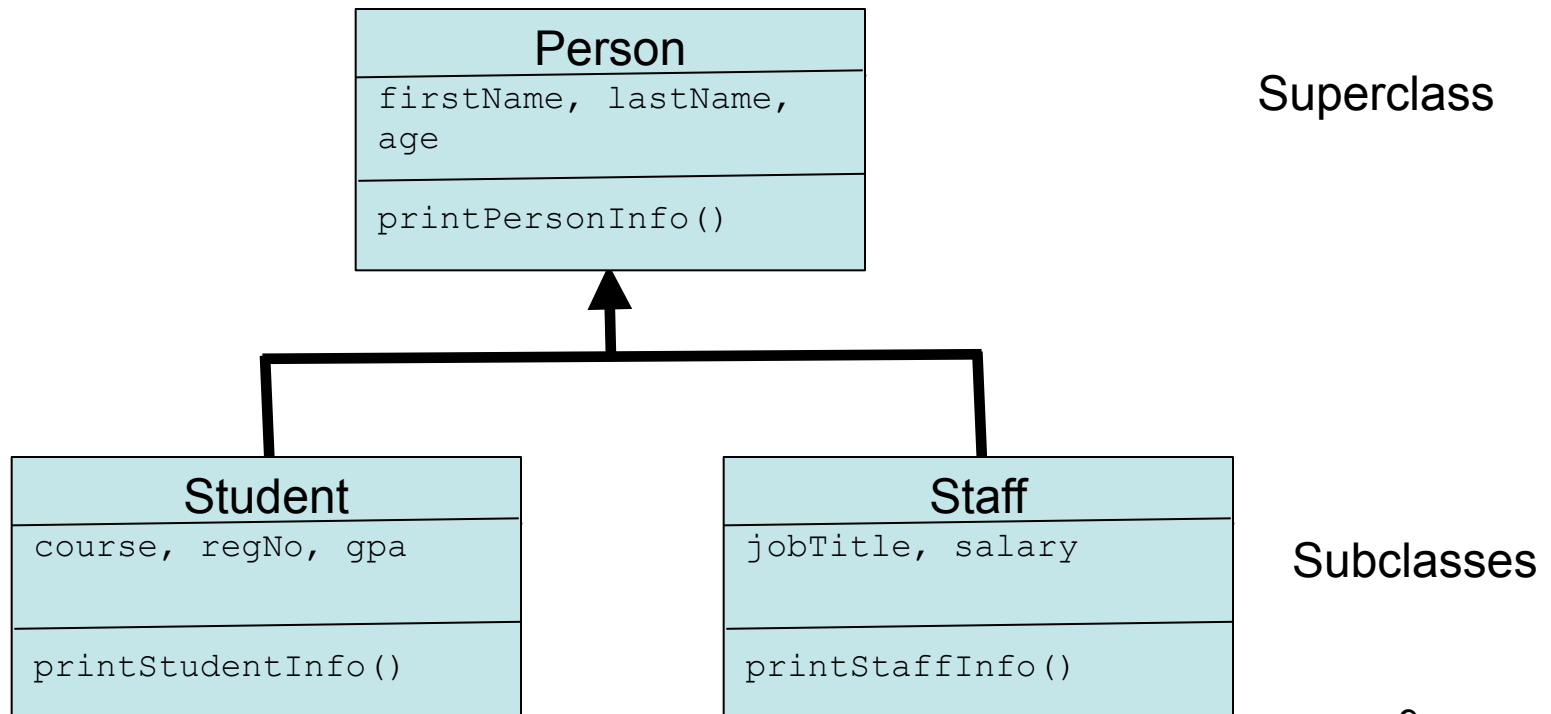 Person
firstName, lastName,
age
printPersonInfo()
Superclass
Student
course, regNo, gpa
printStudentInfo()
Staff
jobTitle, salary
printStaffInfo()
Subclasses